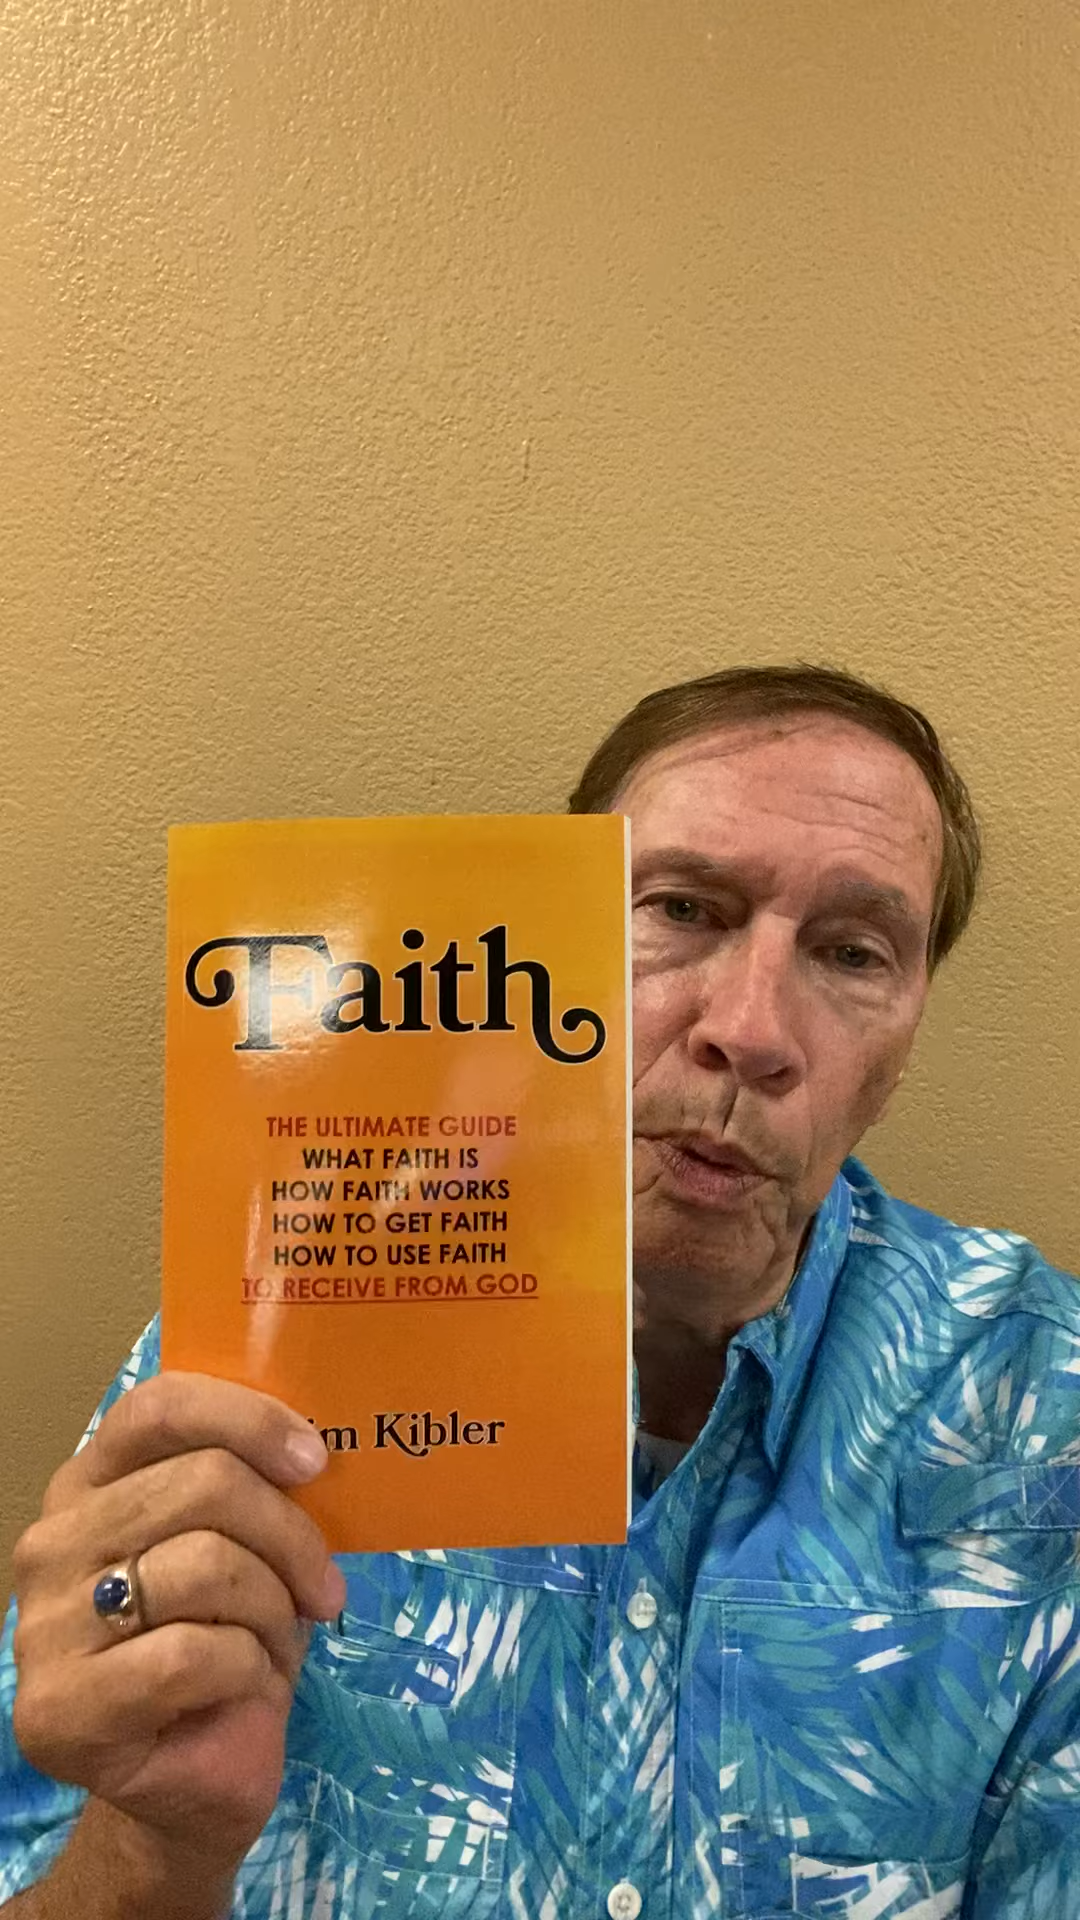 Faith
THE ULTIMATE GUIDE
WHAT FAITH IS
HOW FAITH WORKS
HOW TO GET FAITH
HOW TO USE FAITH
TO RECEIVE FROM GOD
Kibler